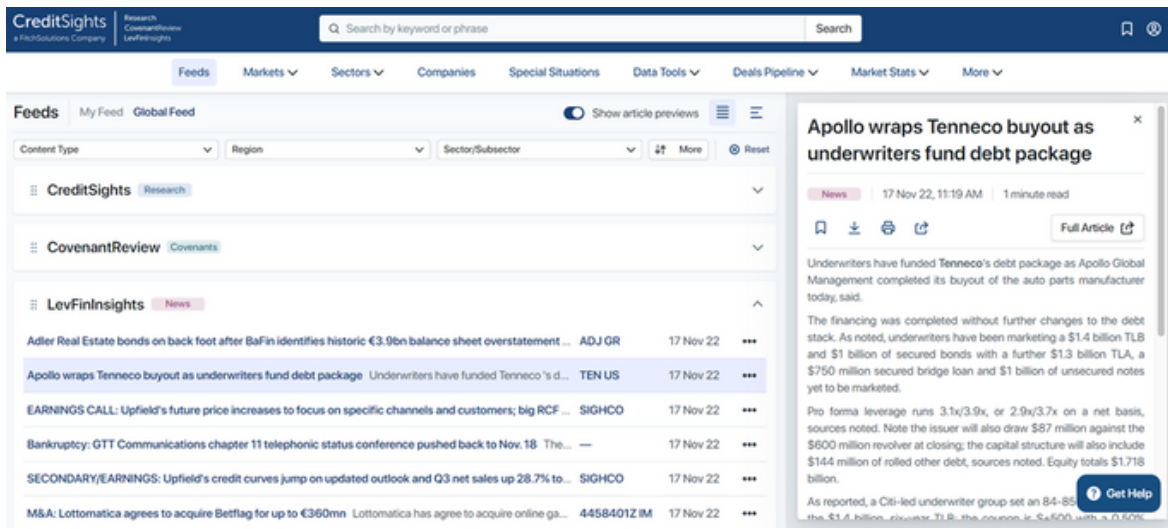 CreditSights
a FitchSolutions Company
Research
CovenantReview
LevFinInsights
Search by keyword or phrase
Search
Feeds Markets Sectors Companies Special Situations Data Tools Deals Pipeline Market Stats More
Feeds My Feed Global Feed Show article previews
Content Type Region Sector/Subsector More Reset
CreditSights Research
CovenantReview Covenants
LevFinInsights News
Adler Real Estate bonds on back foot after BaFin identifies historic €3.9bn balance sheet overstatement ... ADJ GR 17 Nov 22
Apollo wraps Tenneco buyout as underwriters fund debt package Underwriters have funded Tenneco 's d... TEN US 17 Nov 22
EARNINGS CALL: Upfield's future price increases to focus on specific channels and customers; big RCF ... SIGHCO 17 Nov 22
Bankruptcy: GTT Communications chapter 11 telephonic status conference pushed back to Nov. 18 The... — 17 Nov 22
SECONDARY/EARNINGS: Upfield's credit curves jump on updated outlook and Q3 net sales up 28.7% to... SIGHCO 17 Nov 22
M&A: Lottomatica agrees to acquire Betflag for up to €360mn Lottomatica has agree to acquire online ga... 4458401Z IM 17 Nov 22
Apollo wraps Tenneco buyout as
underwriters fund debt package
News 17 Nov 22, 11:19 AM 1 minute read
Full Article
Underwriters have funded Tenneco's debt package as Apollo Global
Management completed its buyout of the auto parts manufacturer
today, said.
The financing was completed without further changes to the debt
stack. As noted, underwriters have been marketing a $1.4 billion TLB
and $1 billion of secured bonds with a further $1.3 billion TLA, a
$750 million secured bridge loan and $1 billion of unsecured notes
yet to be marketed.
Pro forma leverage runs 3.1x/3.9x, or 2.9x/3.7x on a net basis,
sources noted. Note the issuer will also draw $87 million against the
$600 million revolver at closing; the capital structure will also include
$144 million of rolled other debt, sources noted. Equity totals $1.718
billion.
As reported, a Citi-led underwriter group set an 84-85
the $1.4 billion, six-year TLB; the coupon is S+500 with a 0.50%
Get Help